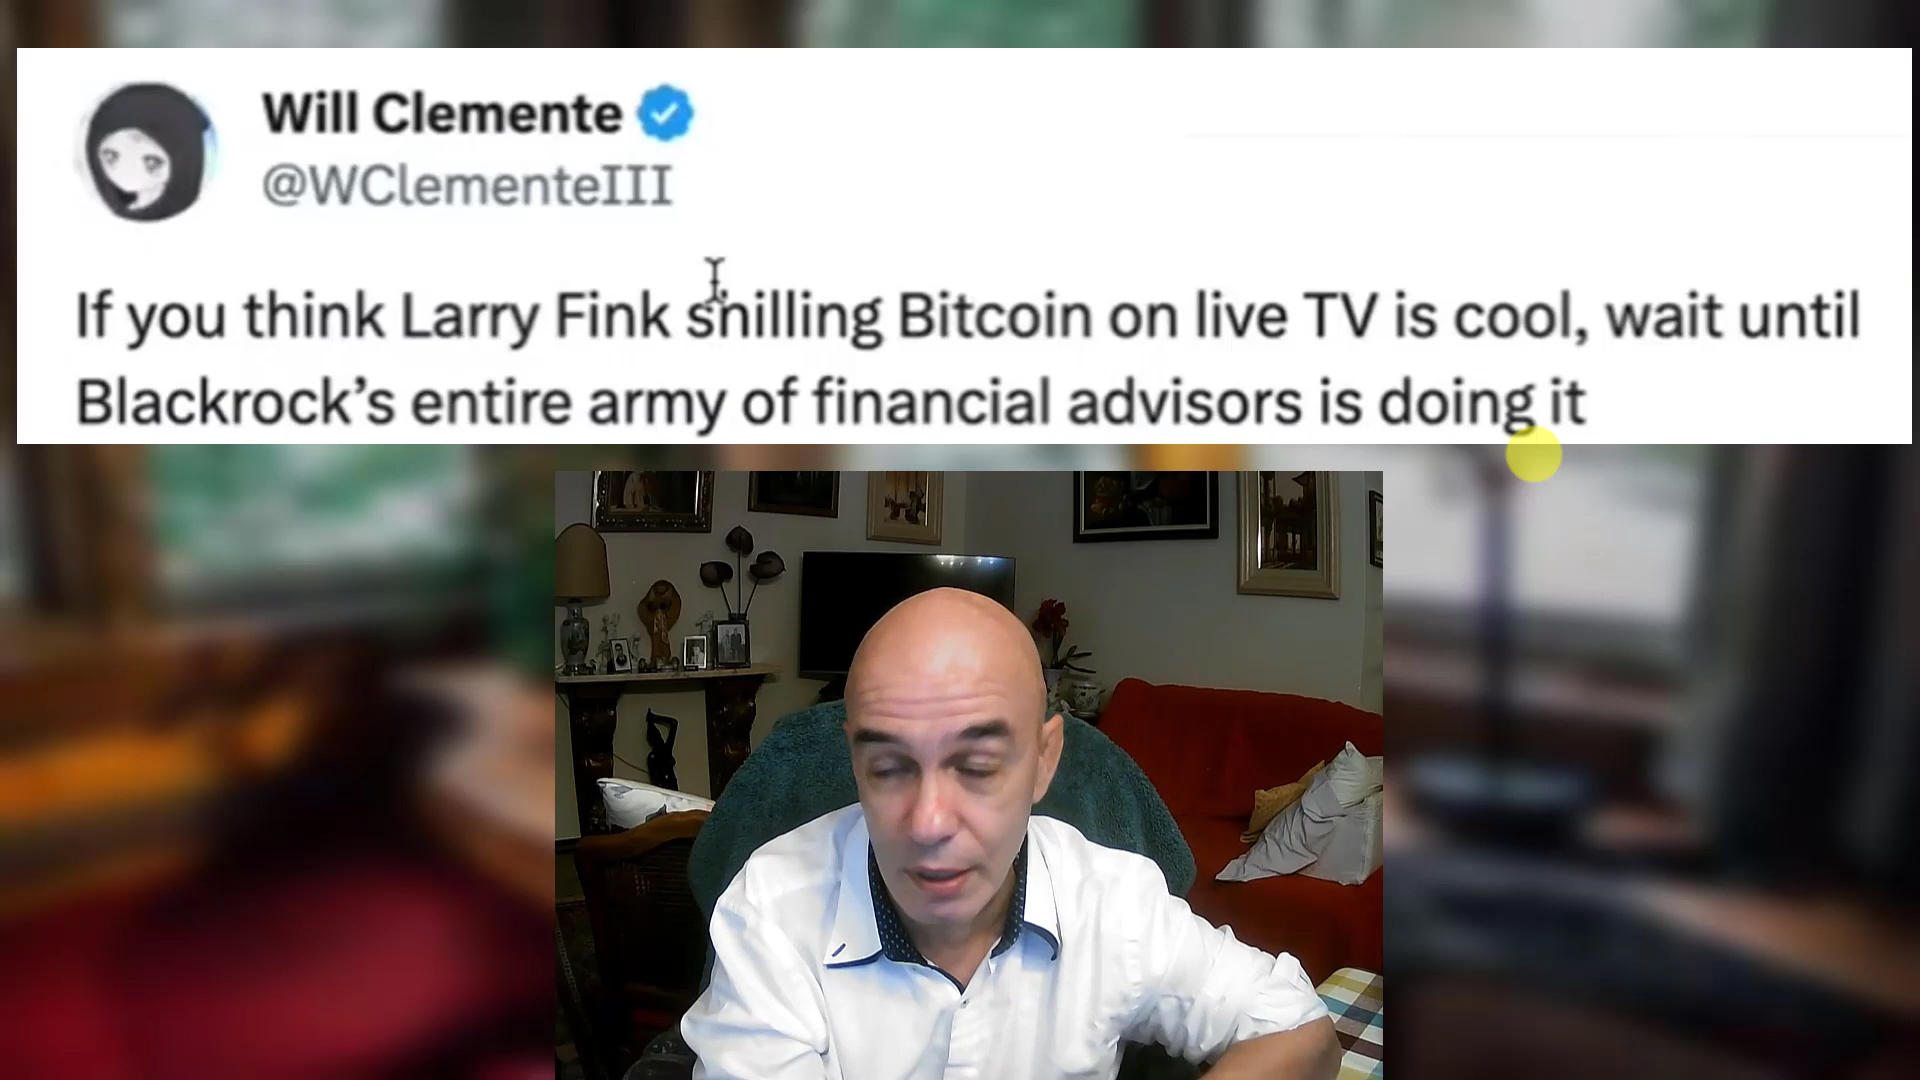 Will Clemente
@WClementeIII
If you think Larry Fink shilling Bitcoin on live TV is cool, wait until
Blackrock’s entire army of financial advisors is doing it